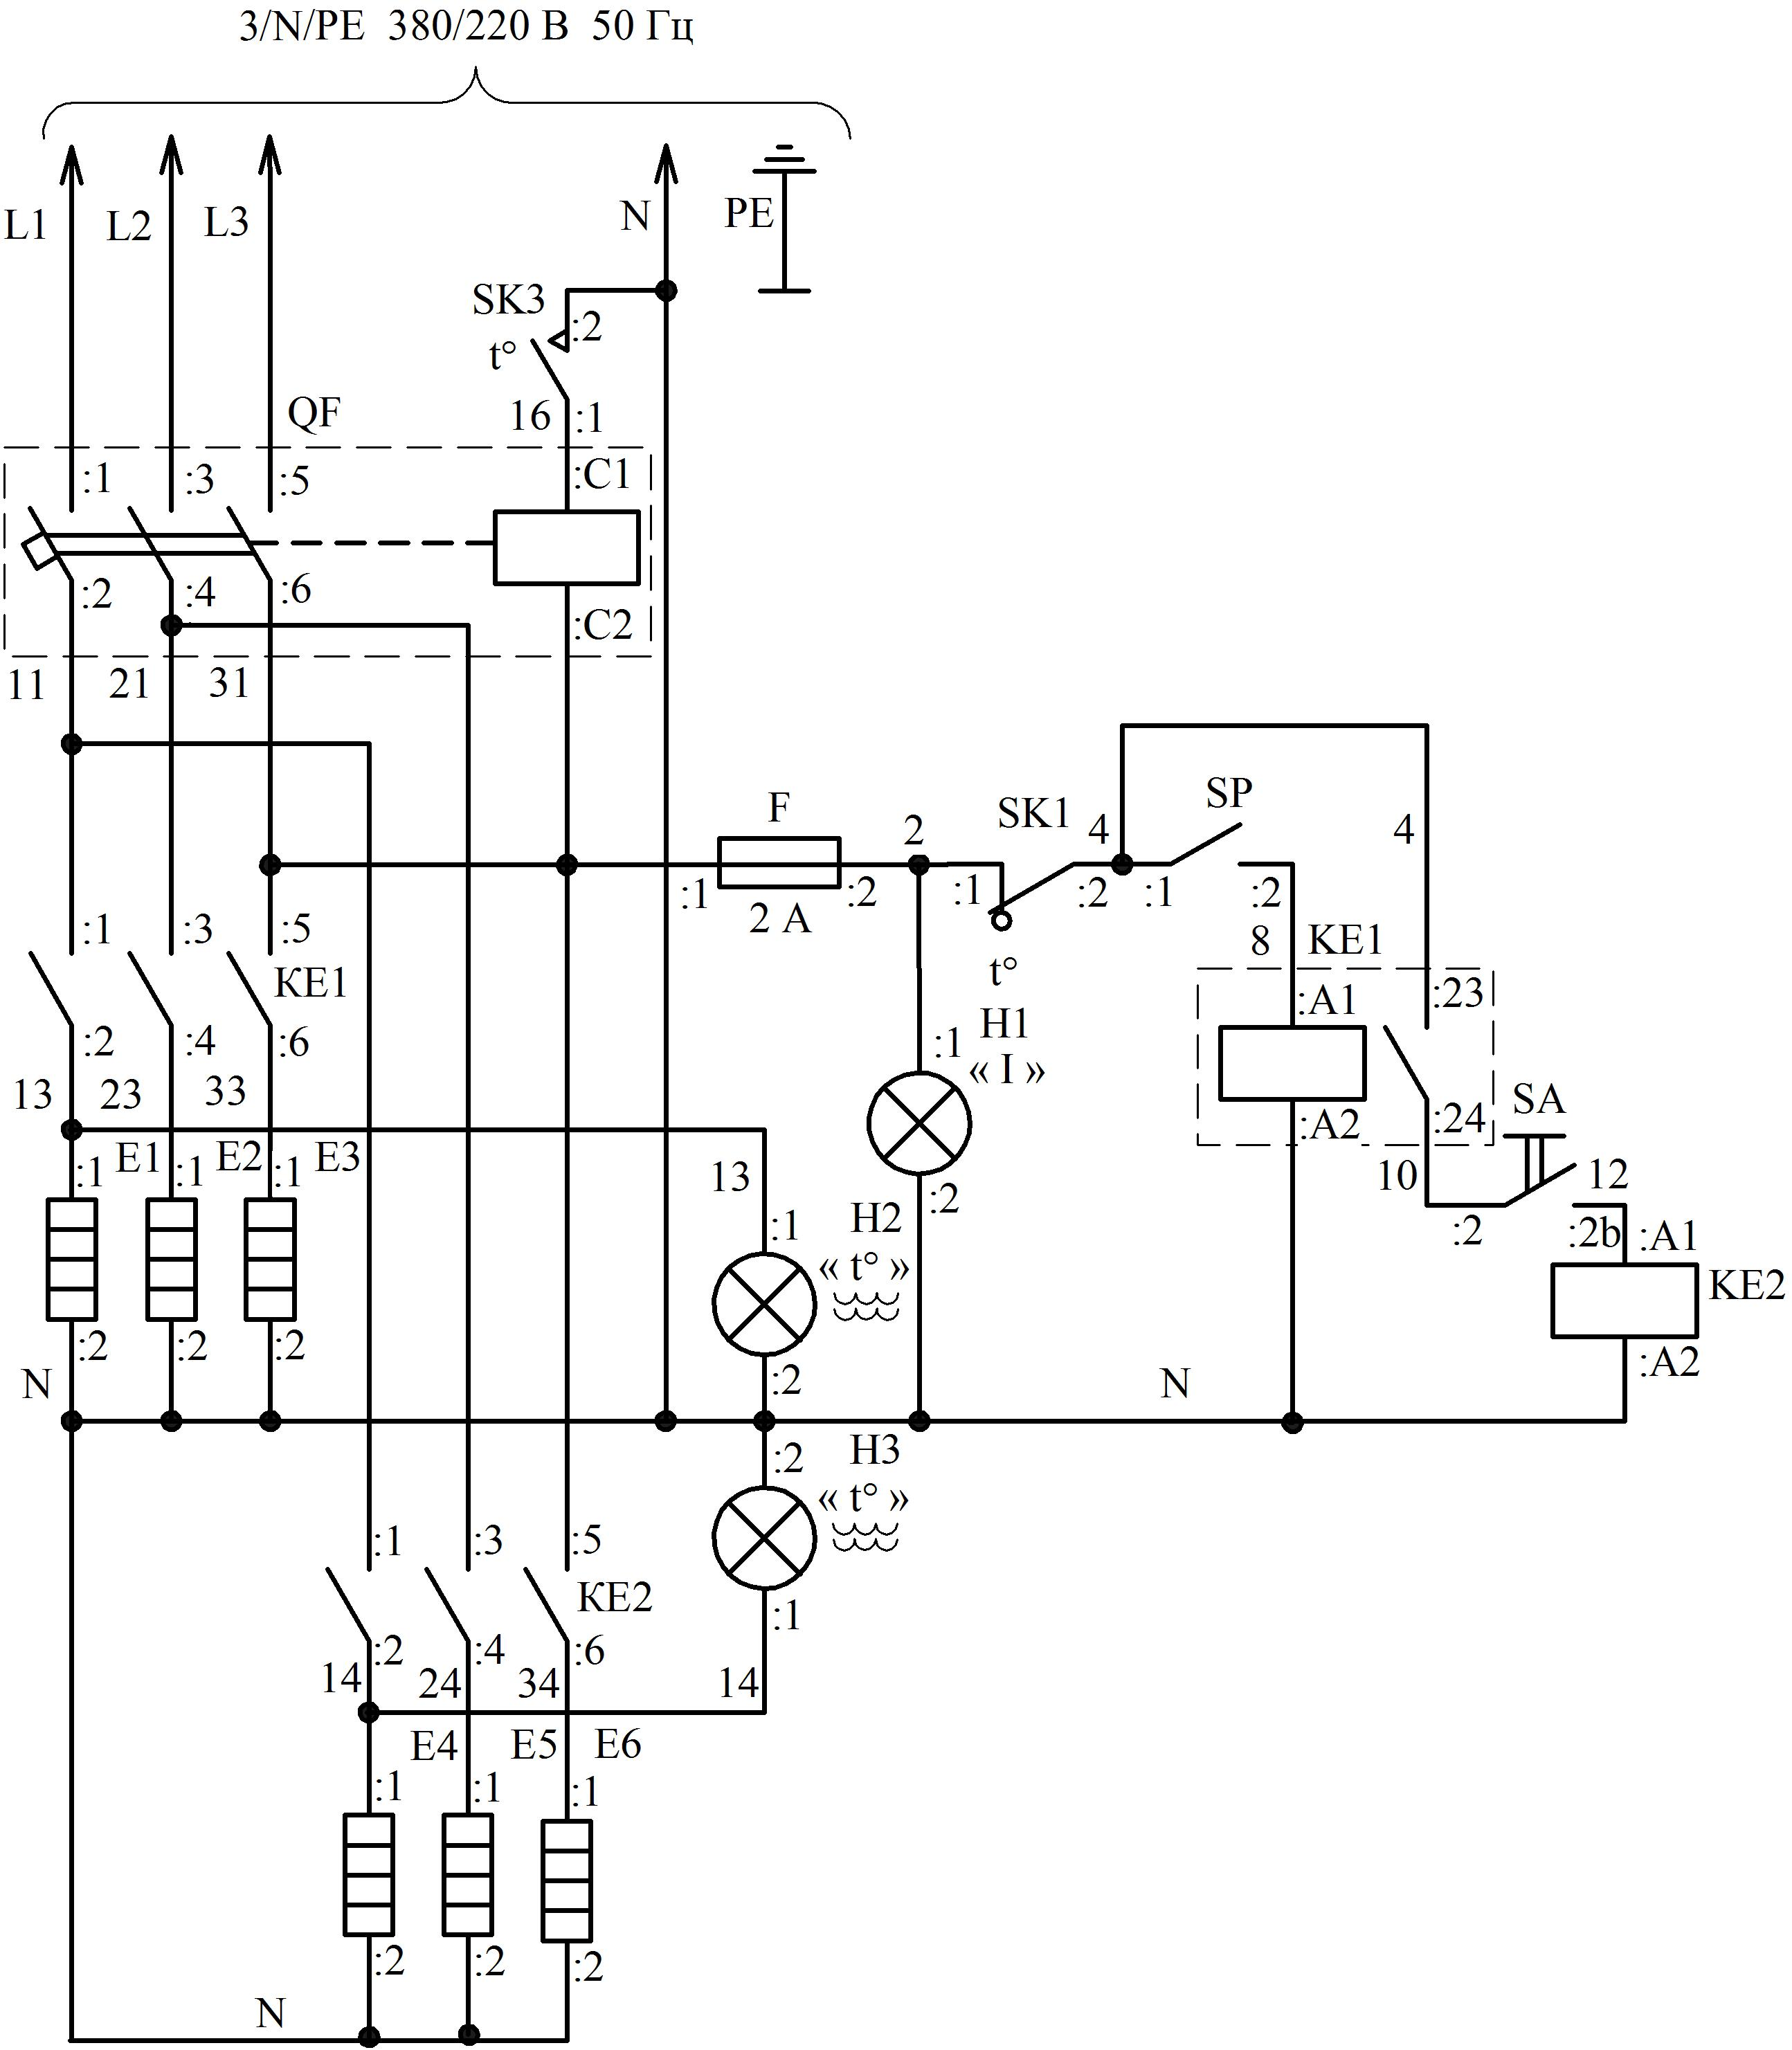 3/N/PE 380/220 В 50 Гц
L1 L2 L3 N PE
SK3 :2
t°
16 :1
QF
:1 :3 :5 :C1
:2 :4 :6 :C2
11 21 31
F 2 SK1 4 SP 4
:1 :2 :1 :2 :1 :2
2 А
8 KE1
t°
:1 :3 :5
KE1
:2 :4 :6
:A1 :23
H1
:1 « I »
13 23 33
:A2 :24 SA
:1 E1 :1 E2 :1 E3
13 :2 10 12
:1 H2 :2 :2b :A1
« t° » KE2
:2 :2 :2 :2 :A2
N N
:2 H3
« t° »
:1 :3 :5
KE2 :1
:2 :4 :6
14 24 34 14
E4 E5 E6
:1 :1 :1
:2 :2 :2
N